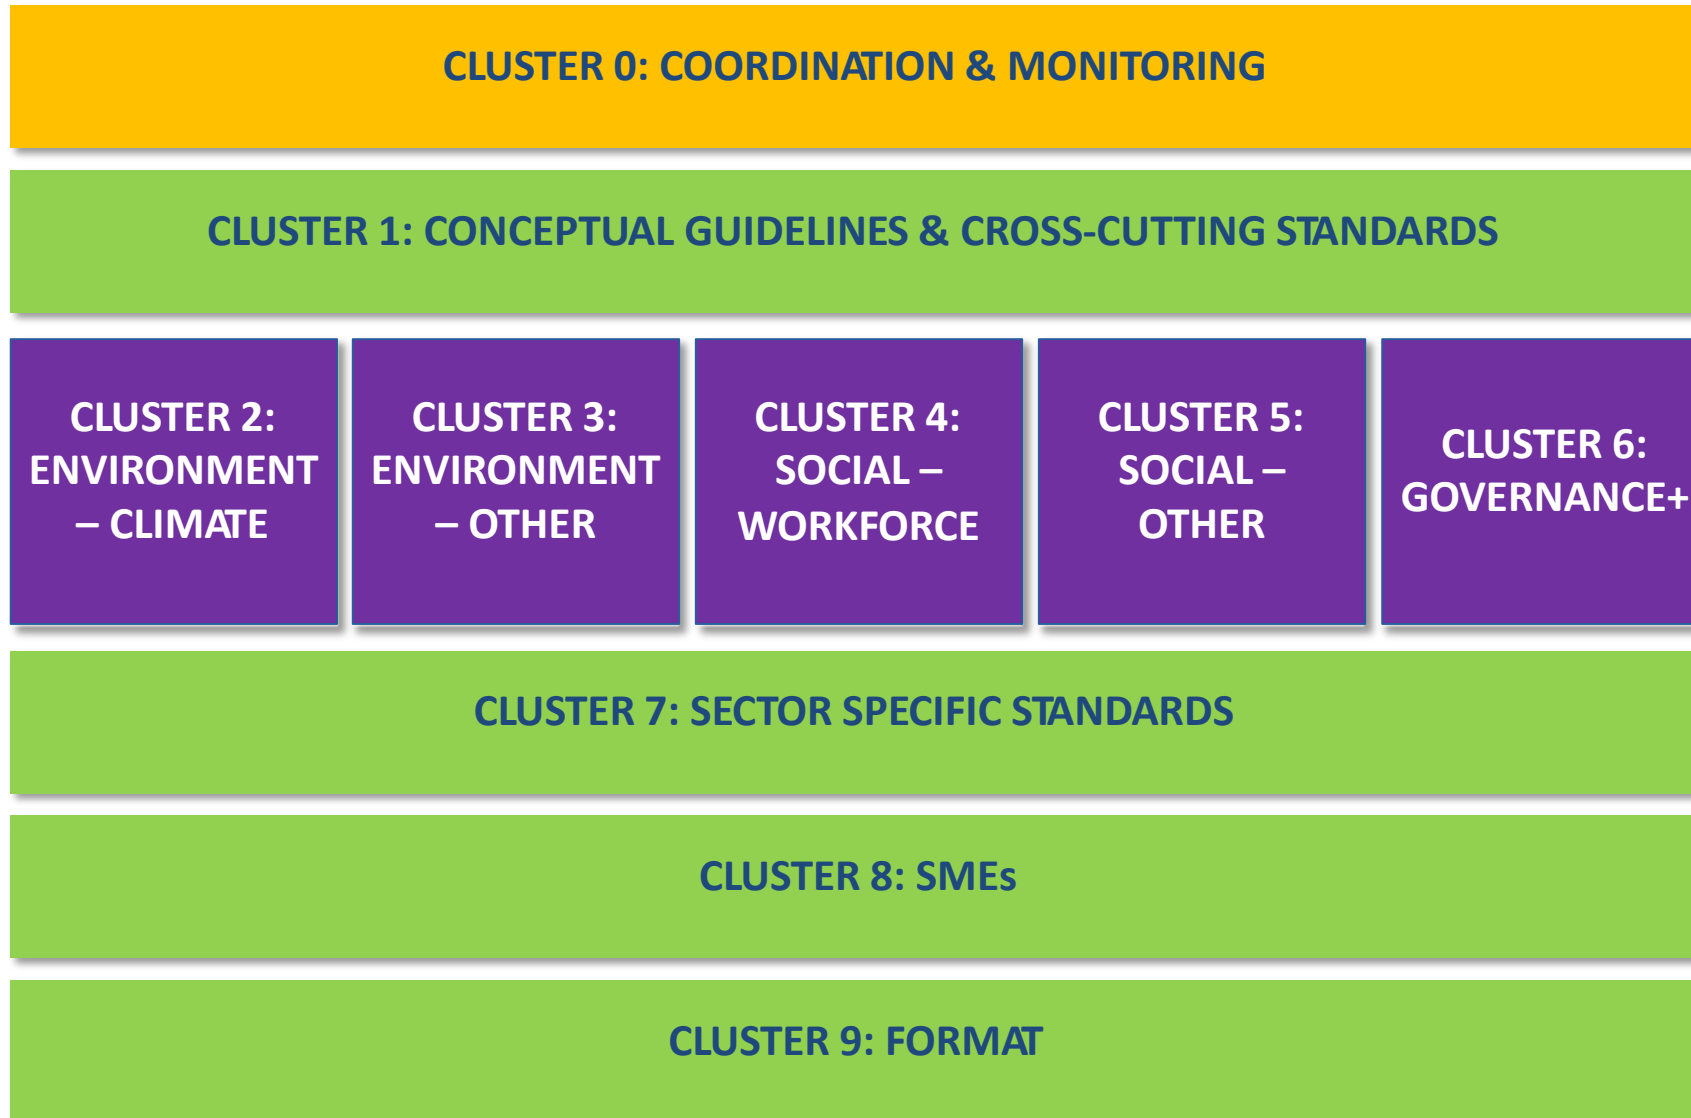 CLUSTER 0: COORDINATION & MONITORING
CLUSTER 1: CONCEPTUAL GUIDELINES & CROSS-CUTTING STANDARDS
CLUSTER 2:
ENVIRONMENT
– CLIMATE
CLUSTER 3:
ENVIRONMENT
– OTHER
CLUSTER 4:
SOCIAL –
WORKFORCE
CLUSTER 5:
SOCIAL –
OTHER
CLUSTER 6:
GOVERNANCE+
CLUSTER 7: SECTOR SPECIFIC STANDARDS
CLUSTER 8: SMEs
CLUSTER 9: FORMAT